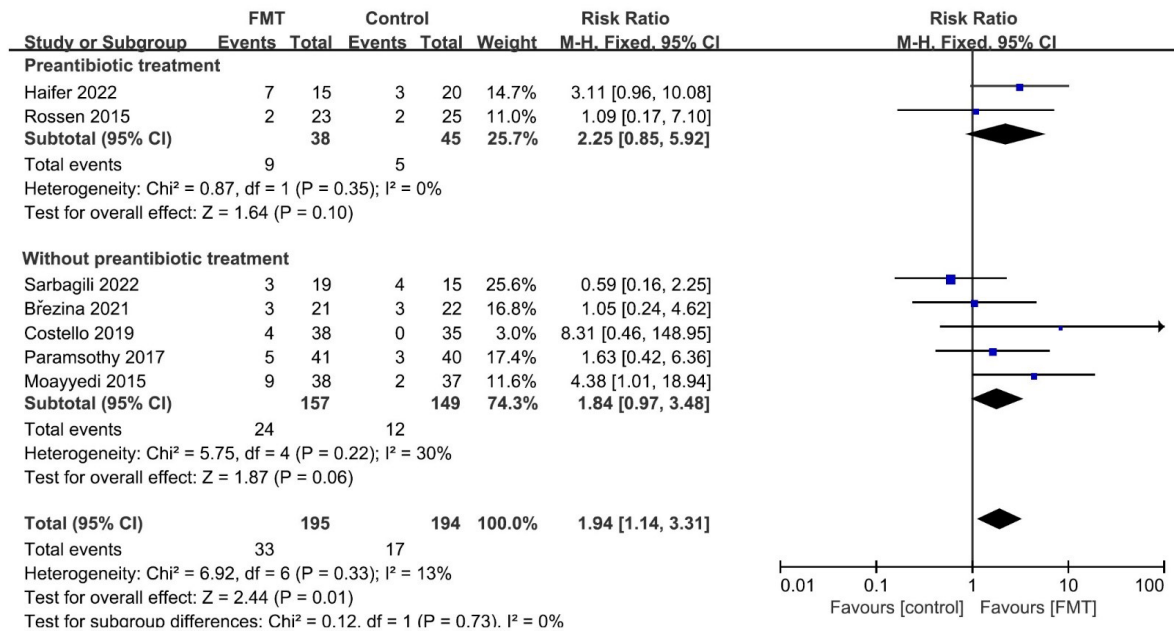 FMT Control Risk Ratio Risk Ratio
Study or Subgroup Events Total Events Total Weight M-H. Fixed. 95% CI M-H. Fixed. 95% CI
Preantibiotic treatment
Haifer 2022 7 15 3 20 14.7% 3.11 [0.96, 10.08]
Rossen 2015 2 23 2 25 11.0% 1.09 [0.17, 7.10]
Subtotal (95% CI) 38 45 25.7% 2.25 [0.85, 5.92]
Total events 9 5
Heterogeneity: Chi² = 0.87, df = 1 (P = 0.35); I² = 0%
Test for overall effect: Z = 1.64 (P = 0.10)
Without preantibiotic treatment
Sarbagili 2022 3 19 4 15 25.6% 0.59 [0.16, 2.25]
Březina 2021 3 21 3 22 16.8% 1.05 [0.24, 4.62]
Costello 2019 4 38 0 35 3.0% 8.31 [0.46, 148.95]
Paramsothy 2017 5 41 3 40 17.4% 1.63 [0.42, 6.36]
Moayyedi 2015 9 38 2 37 11.6% 4.38 [1.01, 18.94]
Subtotal (95% CI) 157 149 74.3% 1.84 [0.97, 3.48]
Total events 24 12
Heterogeneity: Chi² = 5.75, df = 4 (P = 0.22); I² = 30%
Test for overall effect: Z = 1.87 (P = 0.06)
Total (95% CI) 195 194 100.0% 1.94 [1.14, 3.31]
Total events 33 17
Heterogeneity: Chi² = 6.92, df = 6 (P = 0.33); I² = 13%
Test for overall effect: Z = 2.44 (P = 0.01)
Test for subgroup differences: Chi² = 0.12. df = 1 (P = 0.73). I² = 0%
0.01 0.1 1 10 100
Favours [control] Favours [FMT]